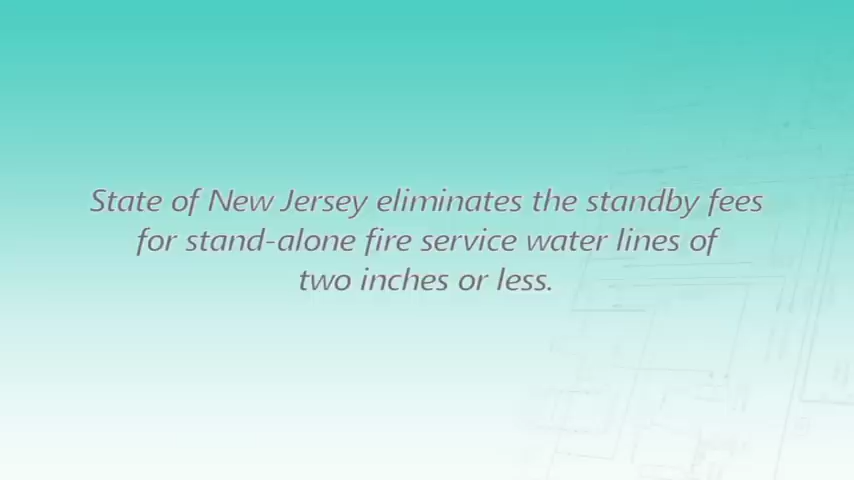 State of New Jersey eliminates the standby fees
for stand-alone fire service water lines of
two inches or less.